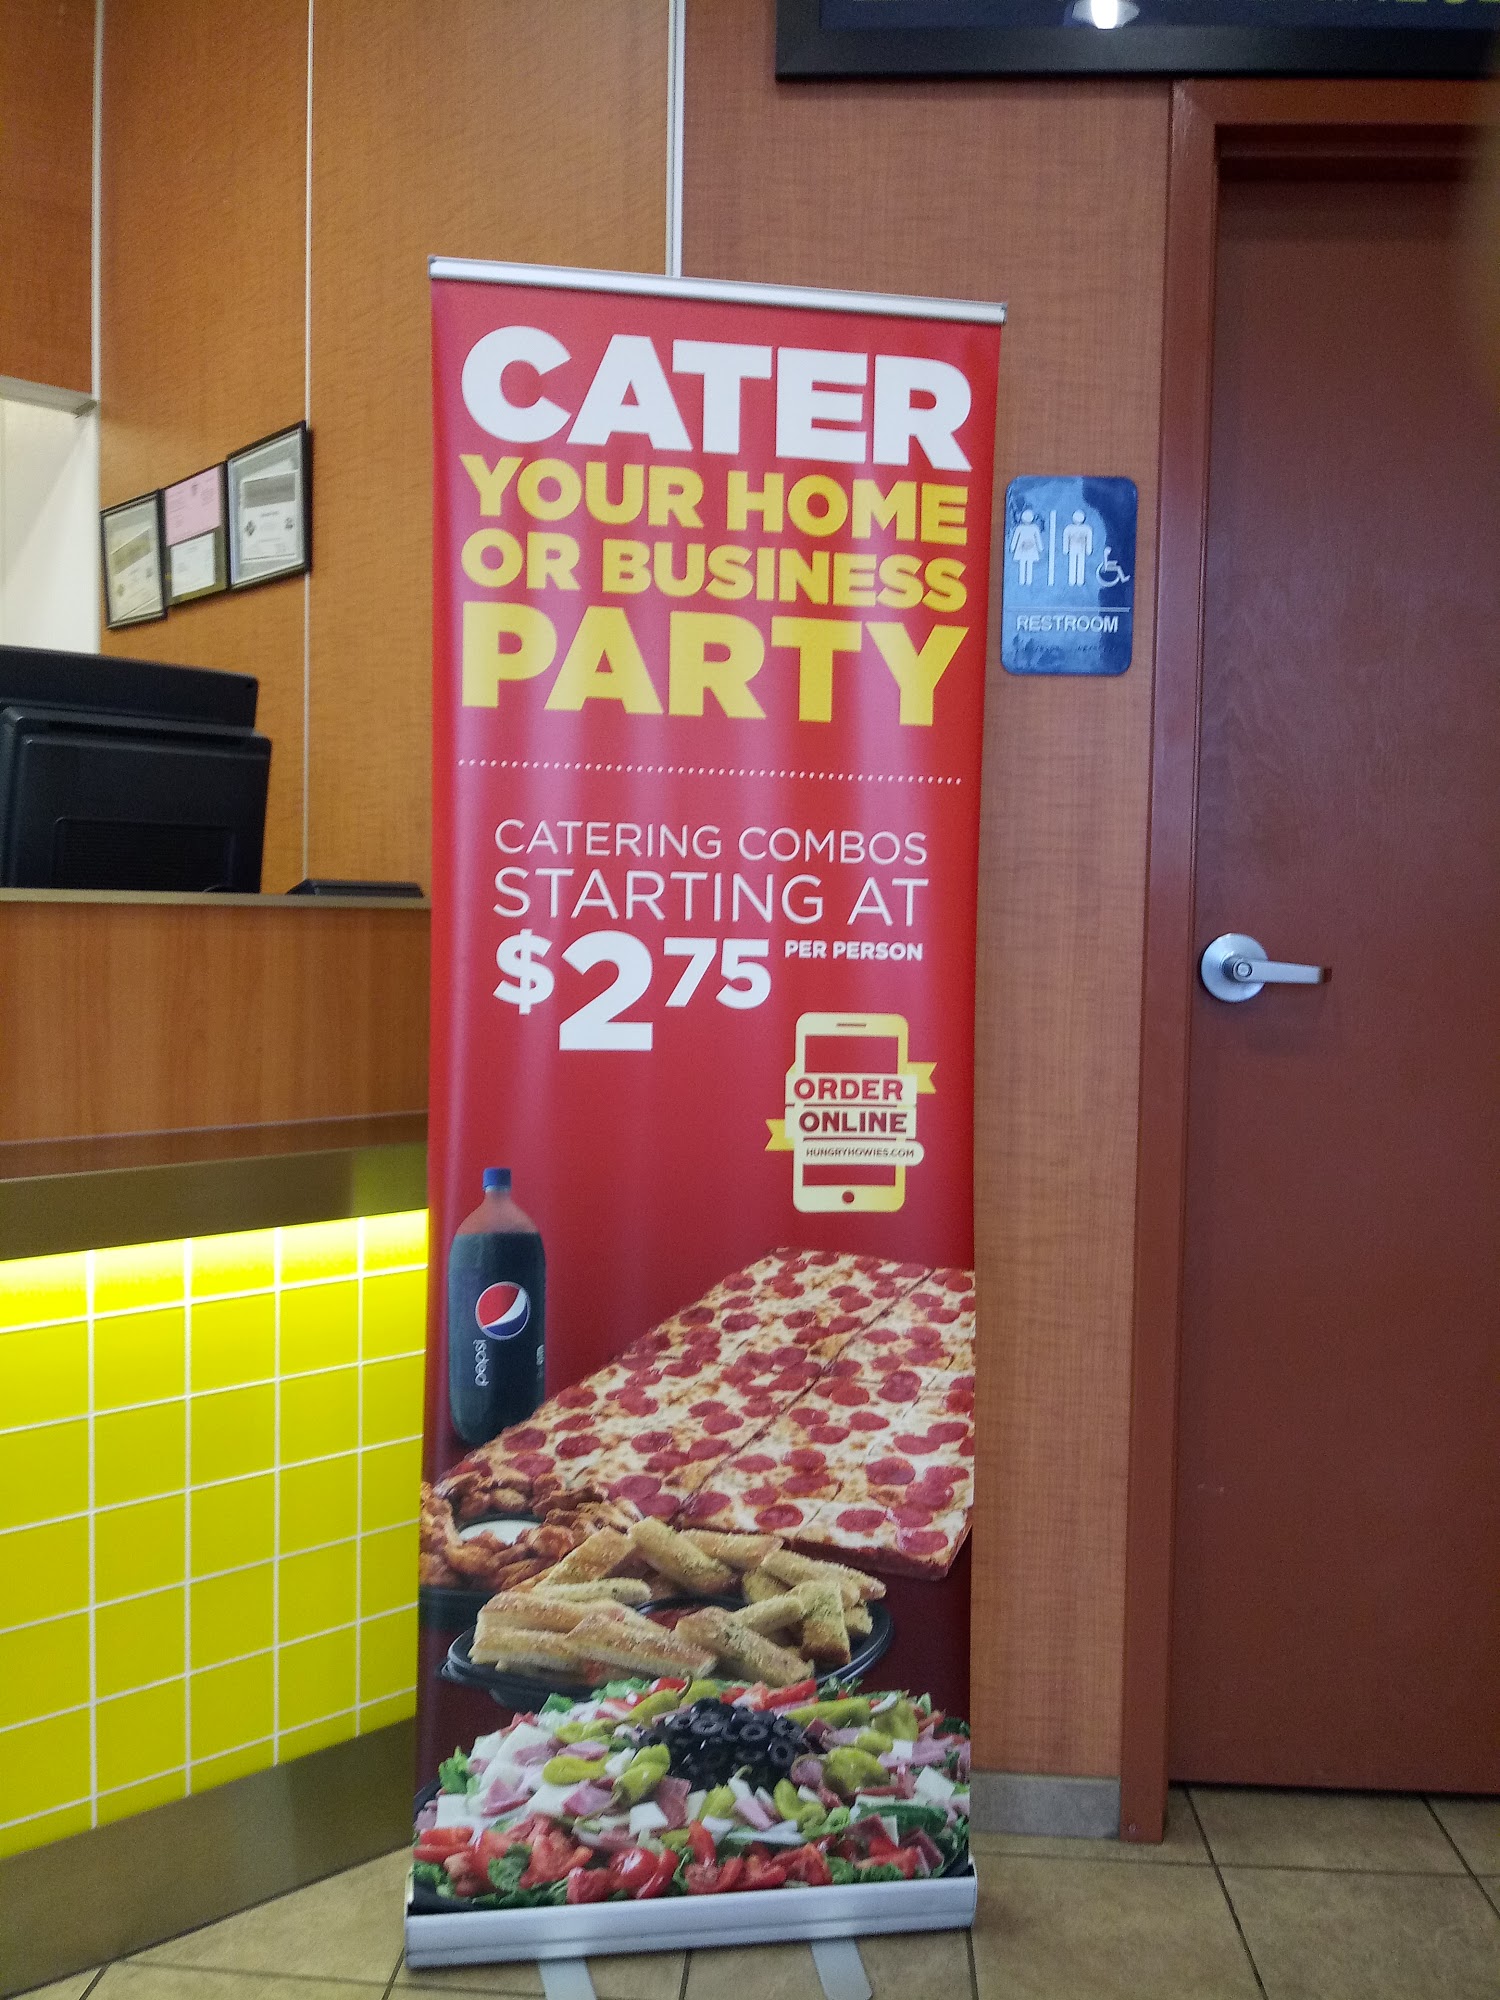 CATER
YOUR HOME
OR BUSINESS
PARTY
CATERING COMBOS
STARTING AT
$2 75 PER PERSON
ORDER
ONLINE
HUNGRYHOWIES.COM
pepsi
RESTROOM